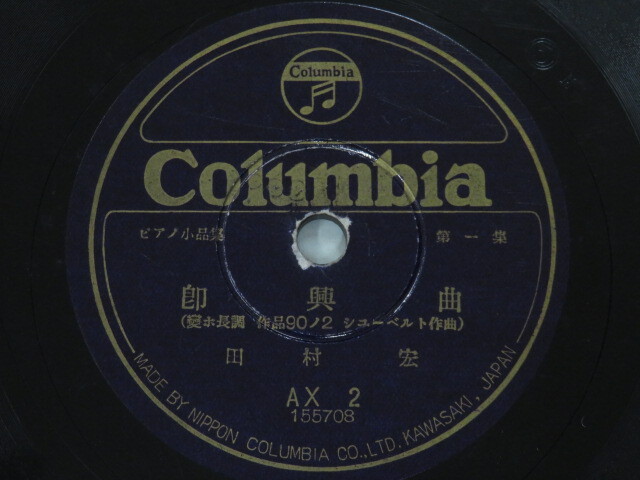 Columbia
Columbia
ピアノ小品集 第一集
即興曲
(變ホ長調 作品90ノ2 シユーベルト作曲)
田村宏
AX 2
155708
MADE BY NIPPON COLUMBIA CO., LTD. KAWASAKI, JAPAN